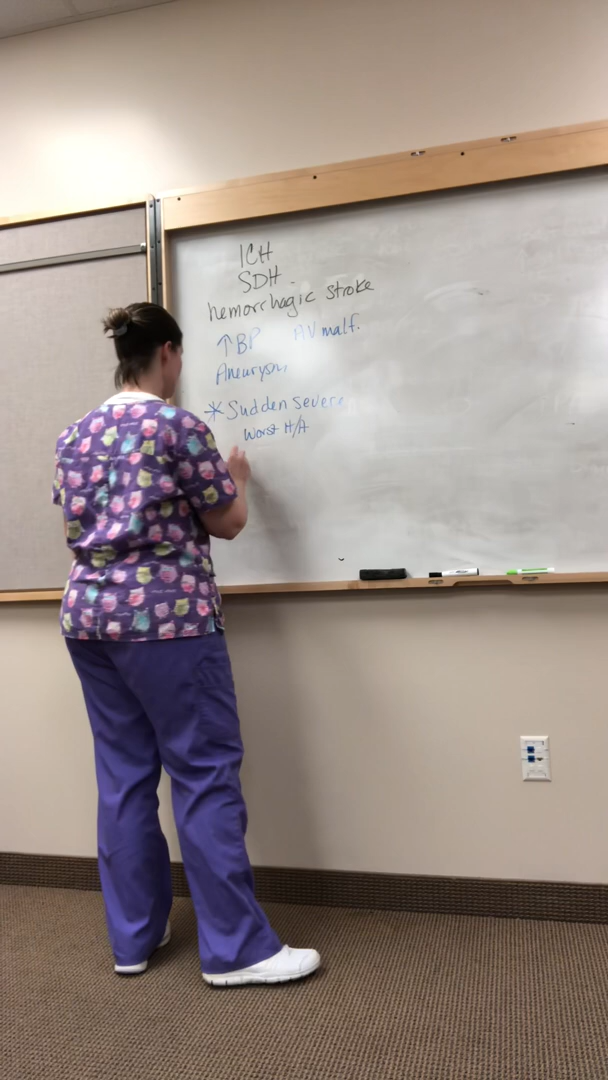 ICH
SDH
hemorrhagic stroke
↑BP AV malf.
Aneurysm
* Sudden severe
Worst H/A